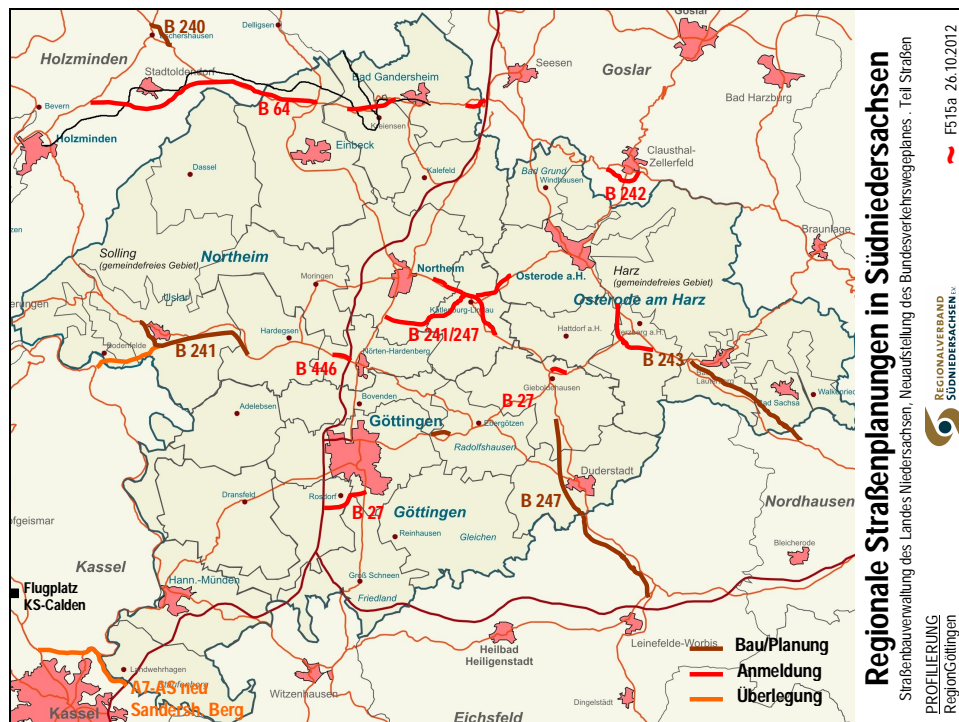 B 240
Eschershausen
Delligsen
Goslar
Holzminden
Stadtoldendorf
Bad Gandersheim
Seesen
Goslar
Bad Harzburg
Bevern
B 64
Kreiensen
Holzminden
Einbeck
Clausthal-
Zellerfeld
Dassel
Kalefeld
Bad Grund
Windhausen
B 242
Braunlage
Solling
(gemeindefreies Gebiet)
Northeim
Moringen
Northeim
Osterode a.H.
Harz
(gemeindefreies Gebiet)
Osterode am Harz
Uslar
Katlenburg-Lindau
Hardegsen
B 241/247
Hattdorf a.H.
Herzberg a.H.
Bodenfelde
B 241
Nörten-Hardenberg
B 446
B 243
Bad
Lauterberg
Gieboldehausen
B 27
Bad Sachsa
Walkenried
Adelebsen
Bovenden
Göttingen
Ebergötzen
Radolfshausen
Duderstadt
Dransfeld
Rosdorf
B 27
Göttingen
B 247
Nordhausen
Reinhausen
Gleichen
Bleicherode
ofgeismar
Kassel
Flugplatz
KS-Calden
Hann.-Münden
Groß Schneen
Friedland
Heilbad
Heiligenstadt
Leinefelde-Worbis
Landwehrhagen
Staufenberg
A7-AS neu
Sandersh. Berg
Kassel
Witzenhausen
Eichsfeld
Dingelstädt
Bau/Planung
Anmeldung
Überlegung
Regionale Straßenplanungen in Südniedersachsen
Straßenbauverwaltung des Landes Niedersachsen, Neuaufstellung des Bundesverkehrswegeplanes , Teil Straßen
PROFILIERUNG
RegionGöttingen
REGIONALVERBAND
SÜDNIEDERSACHSEN E.V.
F515a 26.10.2012